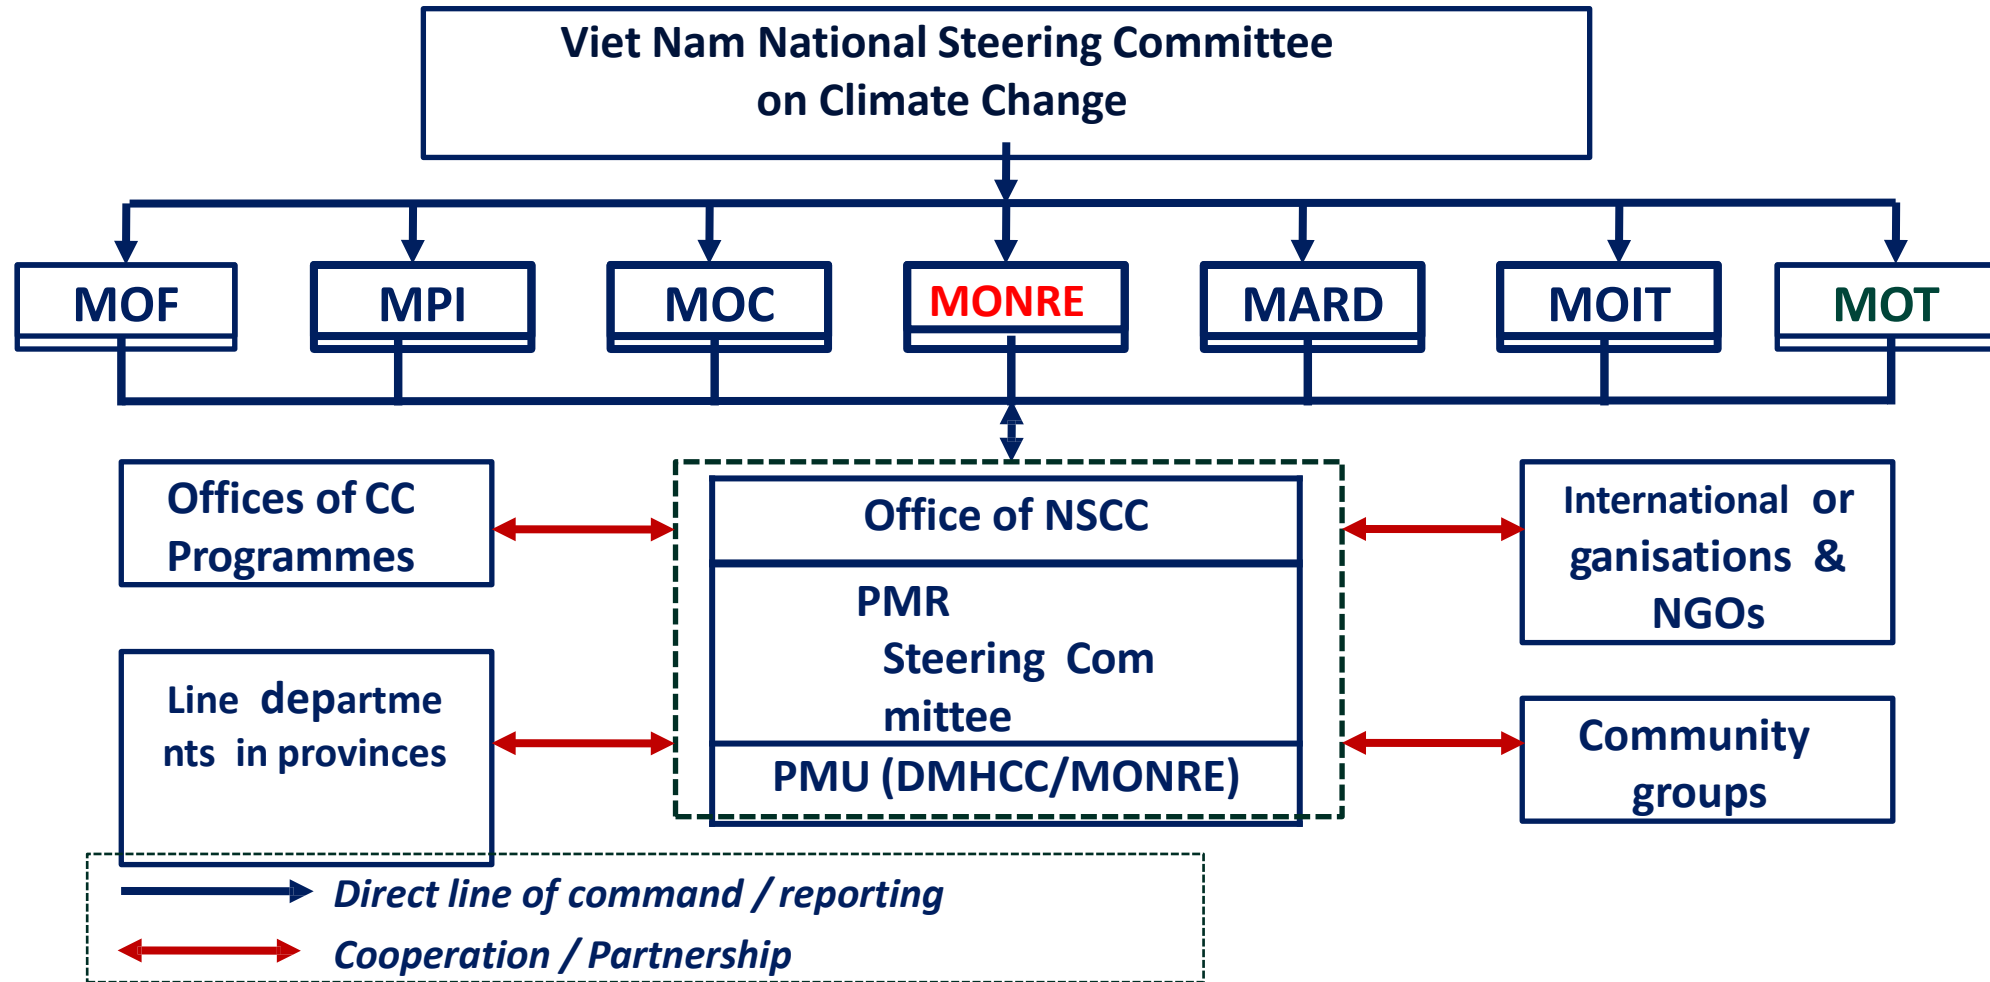 Viet Nam National Steering Committee
on Climate Change
MOF
MPI
MOC
MONRE
MARD
MOIT
MOT
Offices of CC
Programmes
Office of NSCC
PMR
Steering Com
mittee
PMU (DMHCC/MONRE)
International or
ganisations &
NGOs
Line departme
nts in provinces
Community
groups
Direct line of command / reporting
Cooperation / Partnership